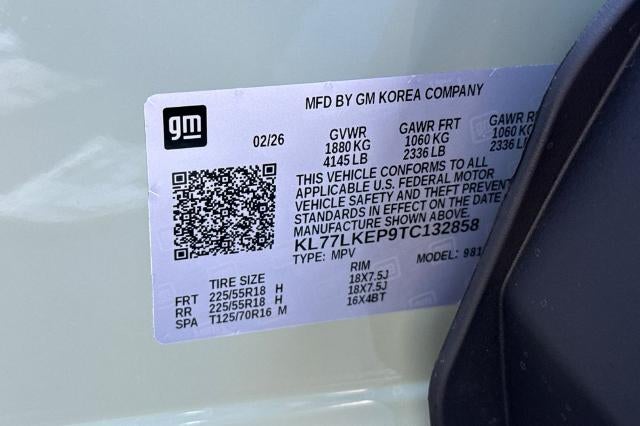 gm
MFD BY GM KOREA COMPANY
02/26 GVWR GAWR FRT GAWR
1880 KG 1060 KG 1060 KG
4145 LB 2336 LB 2336 LB
THIS VEHICLE CONFORMS TO ALL
APPLICABLE U.S. FEDERAL MOTOR
VEHICLE SAFETY AND THEFT PREVENT
STANDARDS IN EFFECT ON THE DATE
MANUFACTURE SHOWN ABOVE.
KL77LKEP9TC132858
TYPE: MPV MODEL: 981
TIRE SIZE RIM
FRT 225/55R18 H 18X7.5J
RR 225/55R18 H 18X7.5J
SPA T125/70R16 M 16X4BT